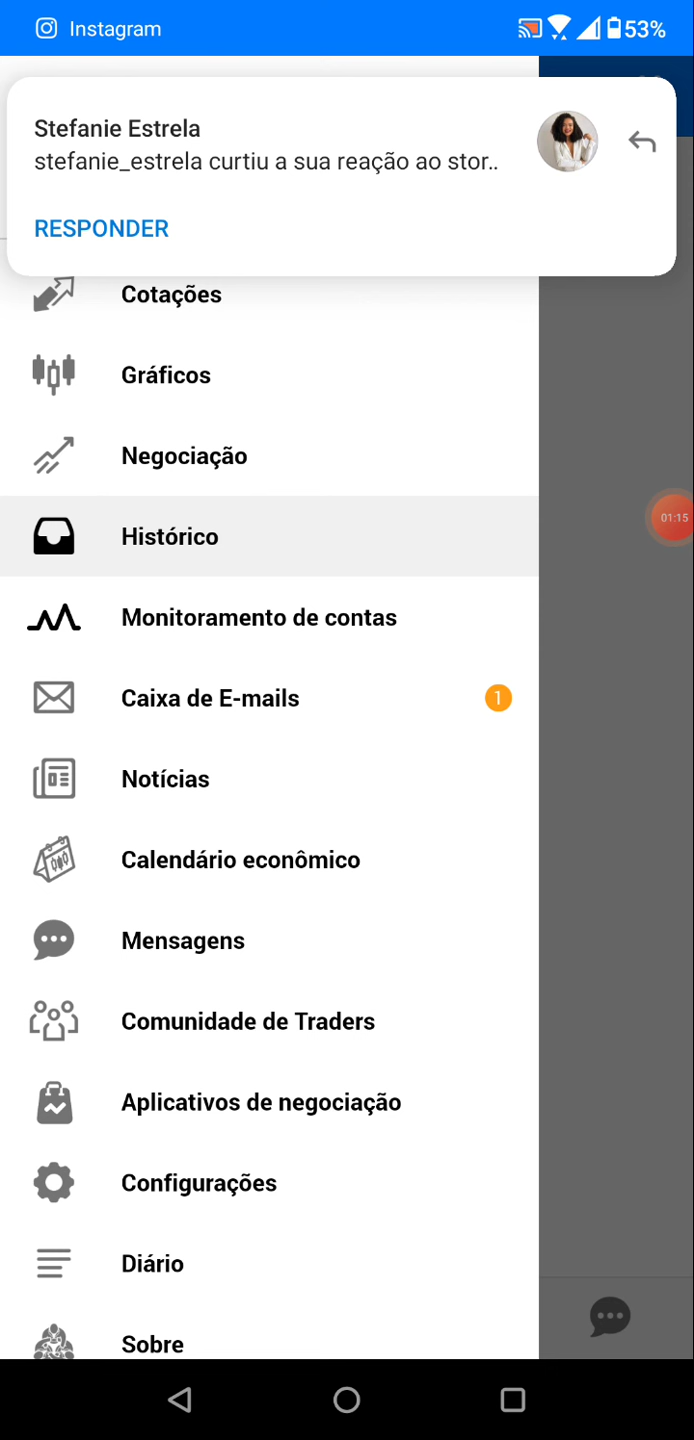 Instagram
53%
Stefanie Estrela
stefanie_estrela curtiu a sua reação ao stor..
RESPONDER
Cotações
Gráficos
Negociação
Histórico
01:15
Monitoramento de contas
Caixa de E-mails
1
Notícias
Calendário econômico
Mensagens
Comunidade de Traders
Aplicativos de negociação
Configurações
Diário
Sobre